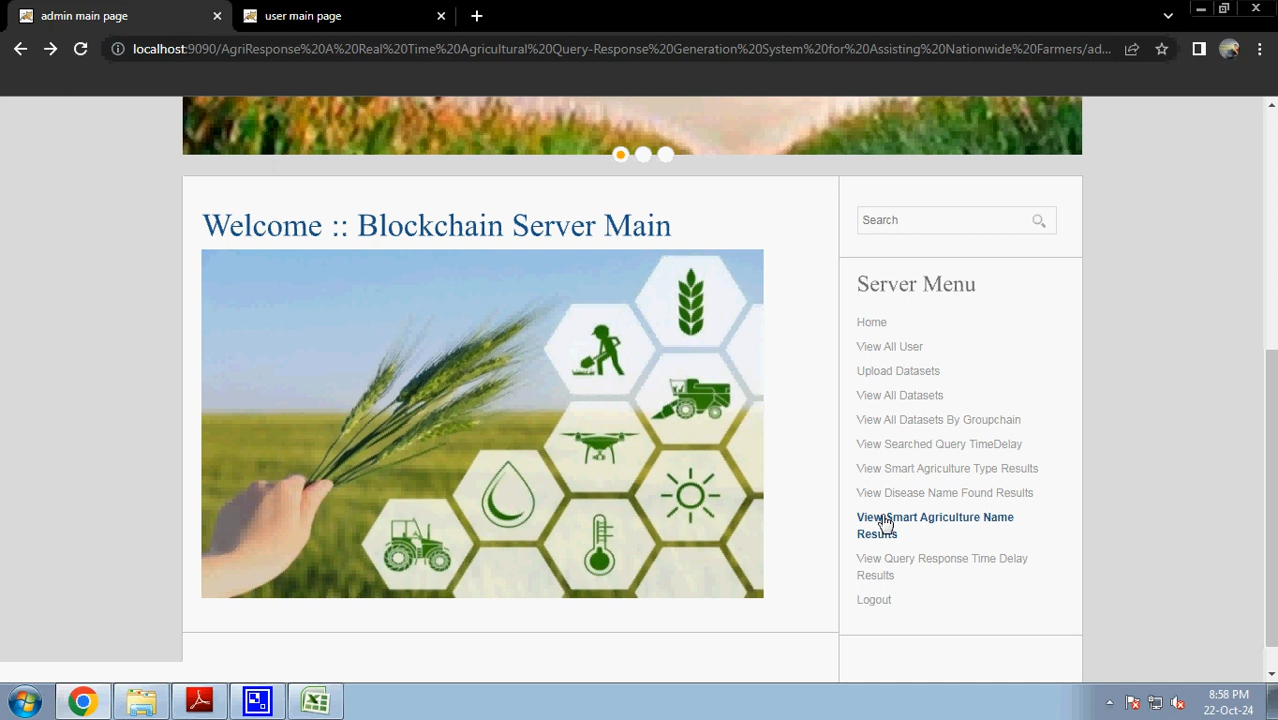 admin main page
user main page
localhost:9090/AgriResponse%20A%20Real%20Time%20Agricultural%20Query-Response%20Generation%20System%20for%20Assisting%20Nationwide%20Farmers/ad...
Welcome :: Blockchain Server Main
Search
Server Menu
Home
View All User
Upload Datasets
View All Datasets
View All Datasets By Groupchain
View Searched Query TimeDelay
View Smart Agriculture Type Results
View Disease Name Found Results
View Smart Agriculture Name
Results
View Query Response Time Delay
Results
Logout
8:58 PM
22-Oct-24